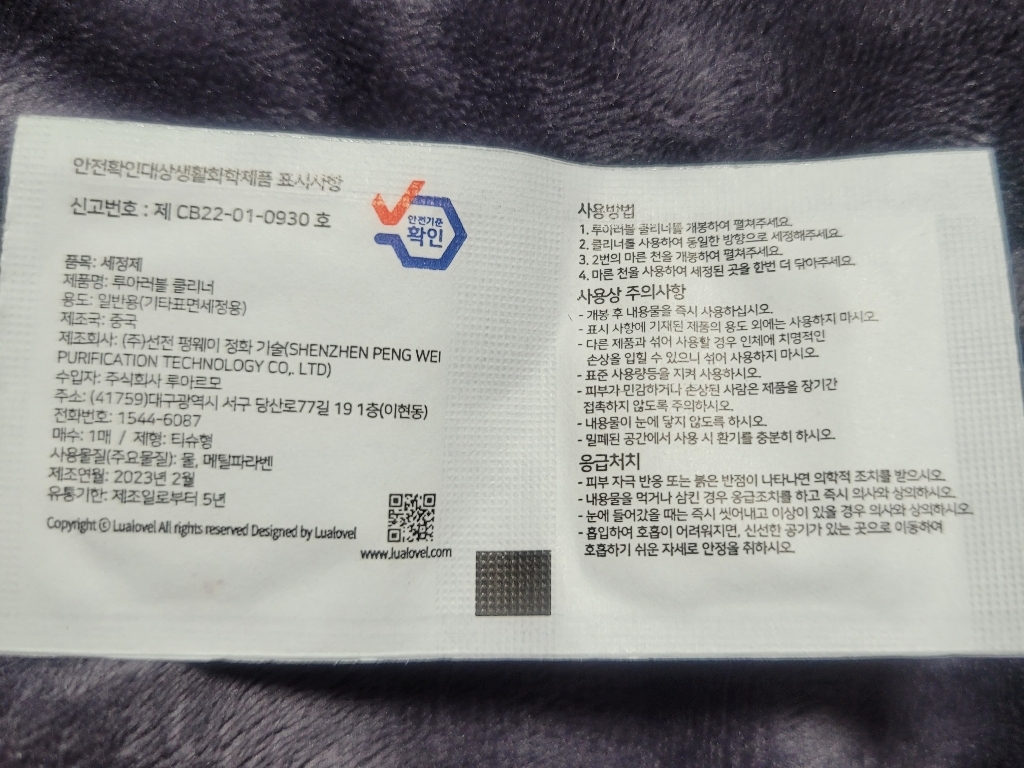 안전확인대상생활화학제품 표시사항
신고번호 : 제 CB22-01-0930 호
안전기준
확인
품목: 세정제
제품명: 루아러블 클리너
용도: 일반용(기타표면세정용)
제조국: 중국
제조회사: (주)선전 펑웨이 정화 기술(SHENZHEN PENG WEI
PURIFICATION TECHNOLOGY CO,. LTD)
수입자: 주식회사 루아르모
주소: (41759)대구광역시 서구 당산로77길 19 1층(이현동)
전화번호: 1544-6087
매수: 1매 / 제형: 티슈형
사용물질(주요물질): 물, 메틸파라벤
제조연월: 2023년 2월
유통기한: 제조일로부터 5년
Copyright ⓒ Lualovel All rights reserved Designed by Lualovel
www.lualovel.com
사용방법
1. 루아러블 클리너를 개봉하여 펼쳐주세요.
2. 클리너를 사용하여 동일한 방향으로 세정해주세요.
3. 2번의 마른 천을 개봉하여 펼쳐주세요.
4. 마른 천을 사용하여 세정된 곳을 한번 더 닦아주세요.
사용상 주의사항
- 개봉 후 내용물을 즉시 사용하십시오.
- 표시 사항에 기재된 제품의 용도 외에는 사용하지 마시오.
- 다른 제품과 섞어 사용할 경우 인체에 치명적인
손상을 입힐 수 있으니 섞어 사용하지 마시오.
- 표준 사용량등을 지켜 사용하시오.
- 피부가 민감하거나 손상된 사람은 제품을 장기간
접촉하지 않도록 주의하시오.
- 내용물이 눈에 닿지 않도록 하시오.
- 밀폐된 공간에서 사용 시 환기를 충분히 하시오.
응급처치
- 피부 자극 반응 또는 붉은 반점이 나타나면 의학적 조치를 받으시오.
- 내용물을 먹거나 삼킨 경우 응급조치를 하고 즉시 의사와 상의하시오.
- 눈에 들어갔을 때는 즉시 씻어내고 이상이 있을 경우 의사와 상의하시오.
- 흡입하여 호흡이 어려워지면, 신선한 공기가 있는 곳으로 이동하여
호흡하기 쉬운 자세로 안정을 취하시오.